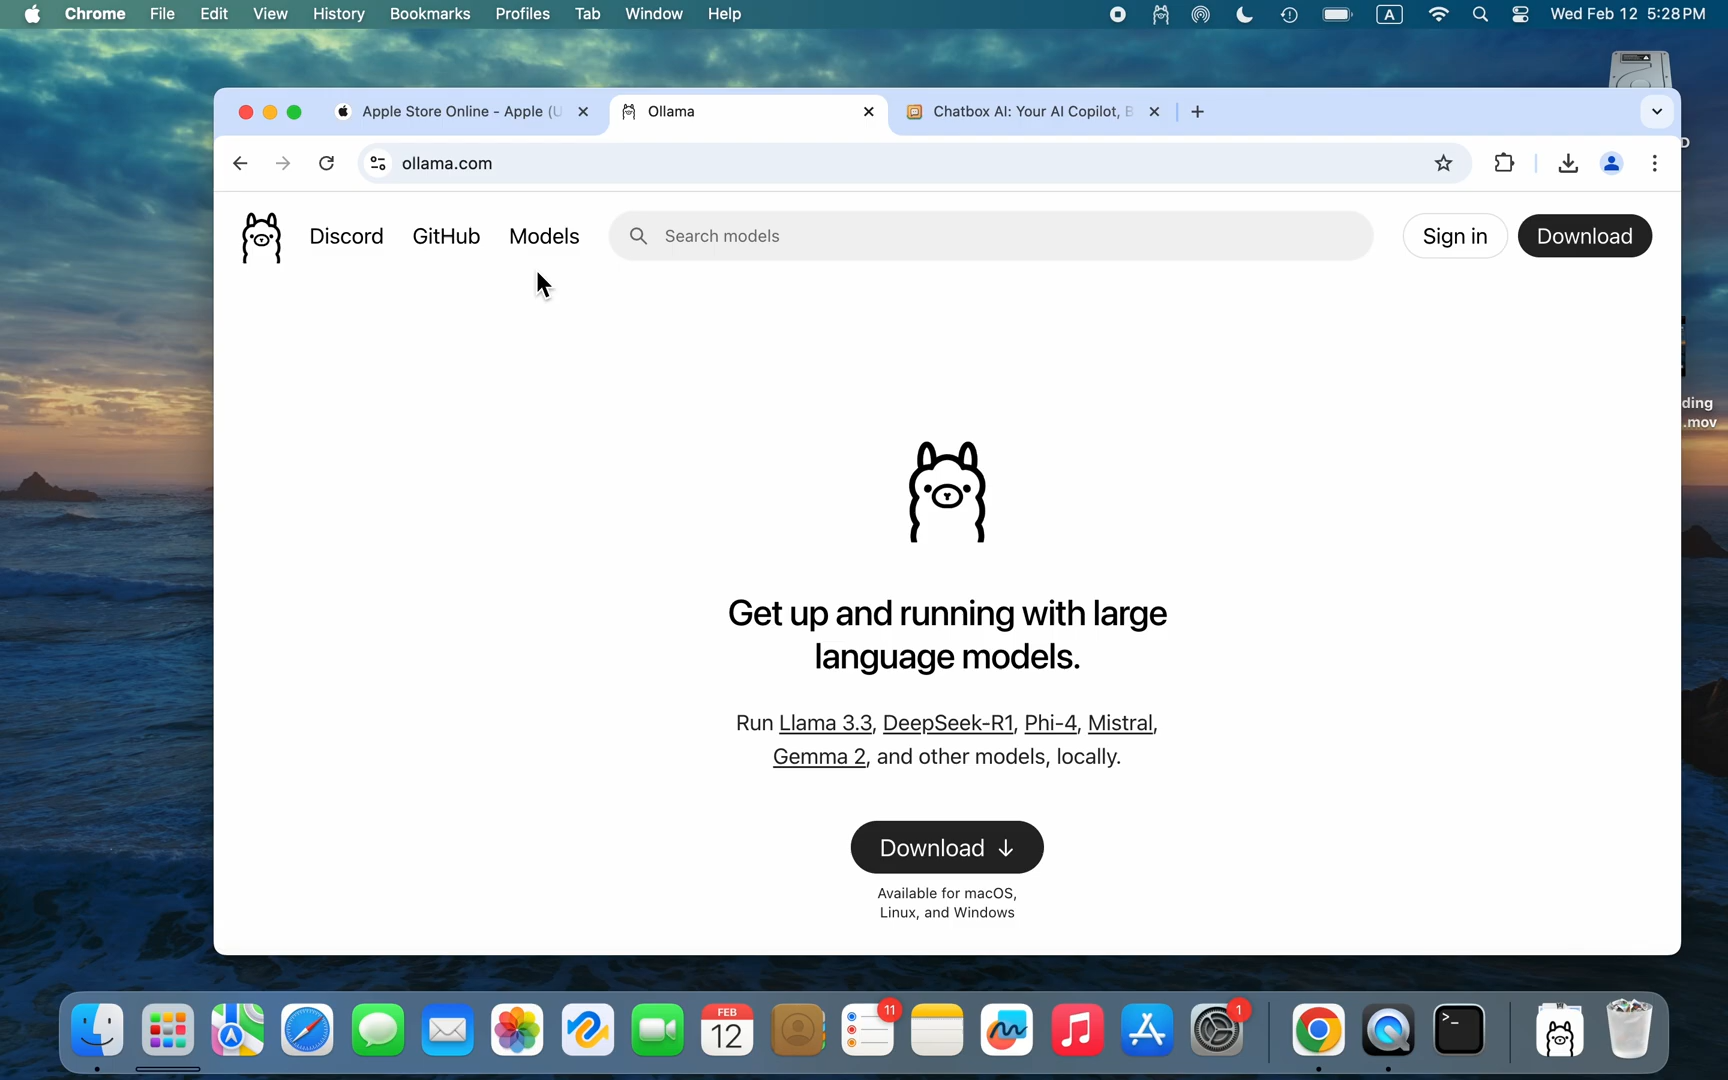 Chrome File Edit View History Bookmarks Profiles Tab Window Help A Wed Feb 12 5:28 PM
Apple Store Online - Apple (U Ollama Chatbox AI: Your AI Copilot, B
ollama.com
Discord GitHub Models Search models Sign in Download
ding
.mov
Get up and running with large
language models.
Run Llama 3.3, DeepSeek-R1, Phi-4, Mistral,
Gemma 2, and other models, locally.
Download ↓
Available for macOS,
Linux, and Windows
FEB
12
11
1
>_